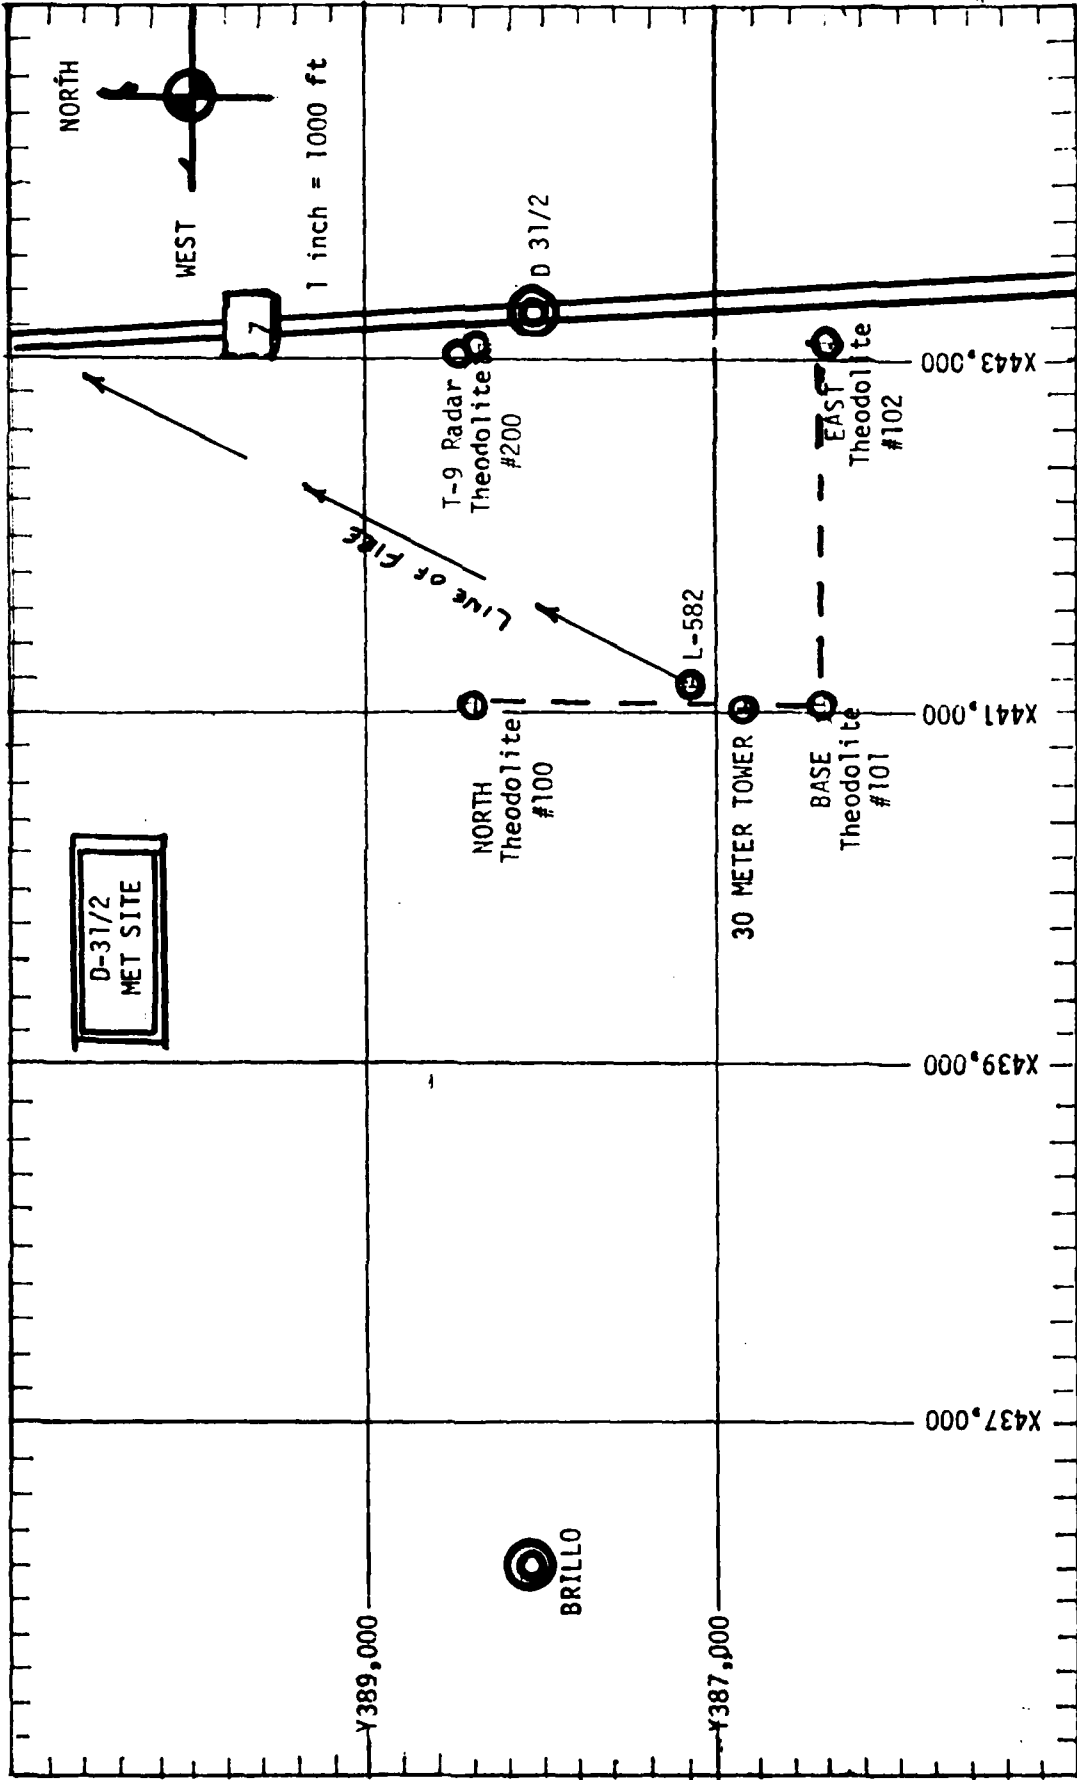 NORTH
WEST
1 inch = 1000 ft
7
D 31/2
D-31/2
MET SITE
LINE OF FIRE
T-9 Radar
Theodolite
#200
L-582
NORTH
Theodolite
#100
30 METER TOWER
BASE
Theodolite
#101
EAST
Theodolite
#102
BRILLO
Y389,000
Y387,000
X443,000
X441,000
X439,000
X437,000